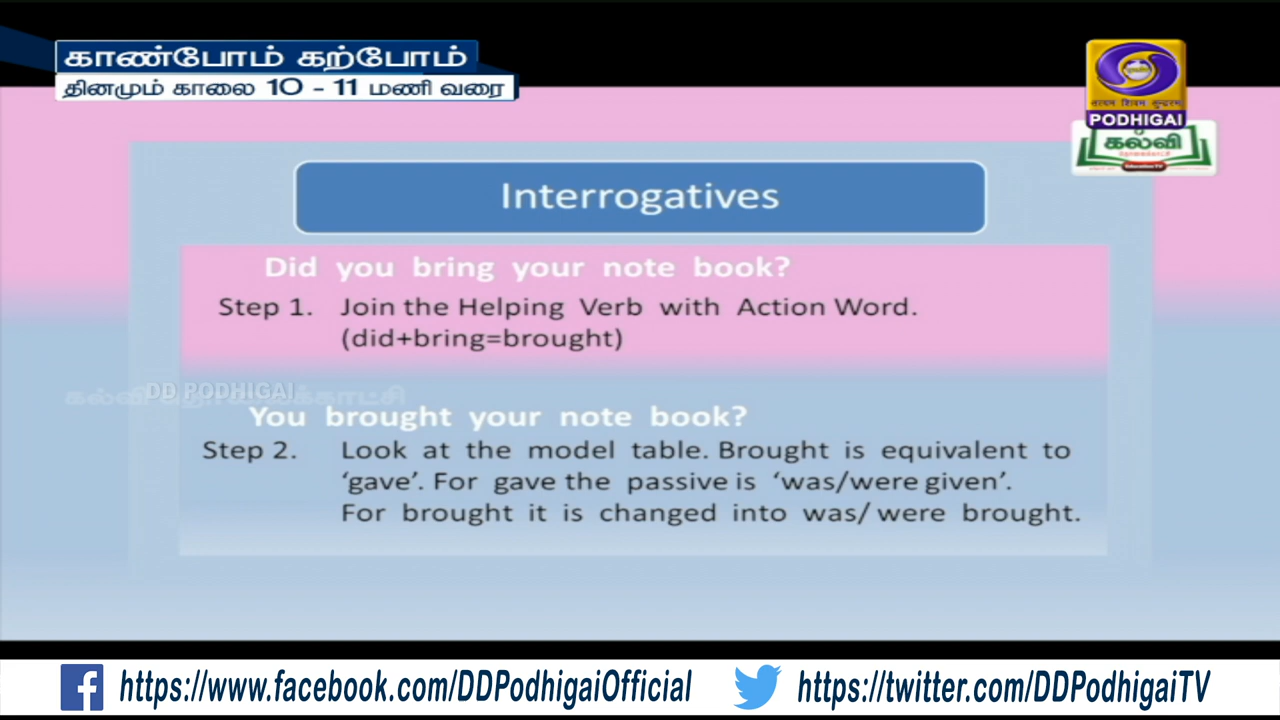 காண்போம் கற்போம்
தினமும் காலை 10 - 11 மணி வரை
PODHIGAI
கல்வி
Interrogatives
Did you bring your note book?
Step 1. Join the Helping Verb with Action Word.
(did+bring=brought)
DD PODHIGAI
கல்வி தொலைக்காட்சி
You brought your note book?
Step 2. Look at the model table. Brought is equivalent to
‘gave’. For gave the passive is ‘was/were given’.
For brought it is changed into was/ were brought.
https://www.facebook.com/DDPodhigaiOfficial
https://twitter.com/DDPodhigaiTV